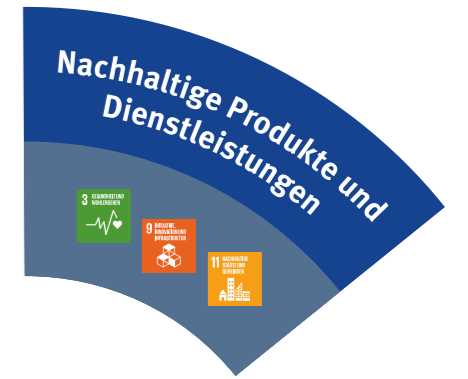 Nachhaltige Produkte und
Dienstleistungen
3 GESUNDHEIT UND
WOHLERGEHEN
9 INDUSTRIE,
INNOVATION UND
INFRASTRUKTUR
11 NACHHALTIGE
STÄDTE UND
GEMEINDEN